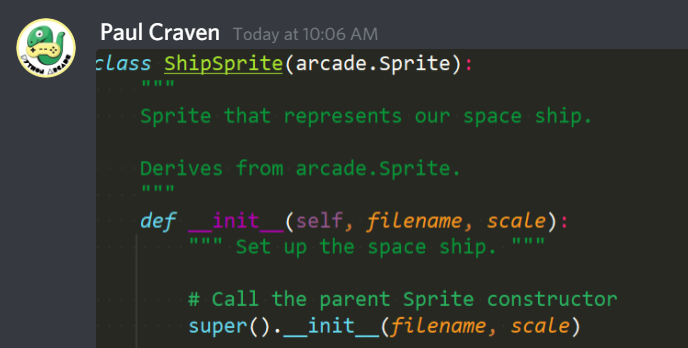 Paul Craven Today at 10:06 AM
class ShipSprite(arcade.Sprite):
"""
Sprite that represents our space ship.
Derives from arcade.Sprite.
"""
def __init__(self, filename, scale):
""" Set up the space ship. """
# Call the parent Sprite constructor
super().__init__(filename, scale)